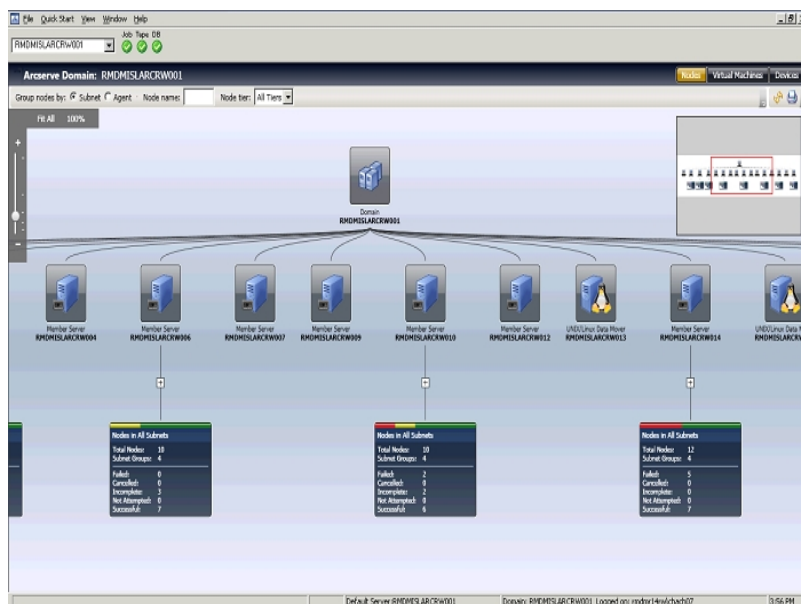 File Quick Start View Window Help
Job Tape DB
RMDMISLARCRW001
Arcserve Domain: RMDMISLARCRW001
Nodes Virtual Machines Devices
Group nodes by: Subnet Agent Node name: Node tier: All Tiers
Fit All 100%
Domain
RMDMISLARCRW001
Member Server
RMDMISLARCRW004
Member Server
RMDMISLARCRW006
Member Server
RMDMISLARCRW007
Member Server
RMDMISLARCRW009
Member Server
RMDMISLARCRW010
Member Server
RMDMISLARCRW012
UNIX/Linux Data Mover
RMDMISLARCRW013
Member Server
RMDMISLARCRW014
UNIX/Linux Data M
RMDMISLARCRW
Nodes in All Subnets
Total Nodes: 10
Subnet Groups: 4
Failed: 0
Cancelled: 0
Incomplete: 3
Not Attempted: 0
Successful: 7
Nodes in All Subnets
Total Nodes: 10
Subnet Groups: 4
Failed: 2
Cancelled: 0
Incomplete: 2
Not Attempted: 0
Successful: 6
Nodes in All Subnets
Total Nodes: 12
Subnet Groups: 4
Failed: 5
Cancelled: 0
Incomplete: 0
Not Attempted: 0
Successful: 7
Default Server:RMDMISLARCRW001 Domain: RMDMISLARCRW001 Logged on: 3:56 PM